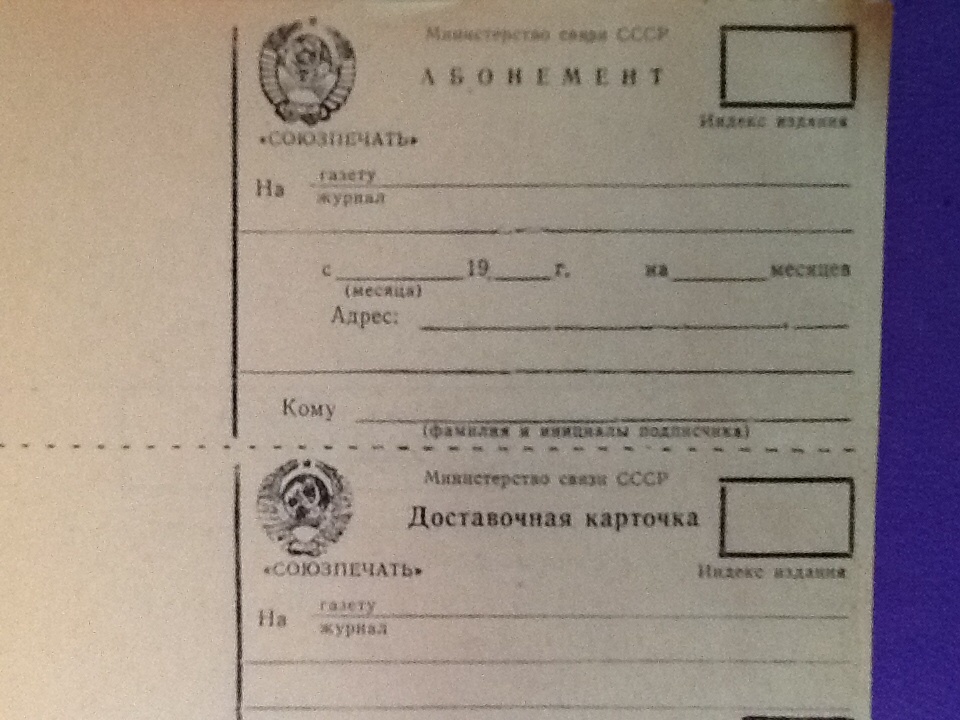 Министерство связи СССР
АБОНЕМЕНТ
Индекс издания
«СОЮЗПЕЧАТЬ»
На газету
журнал
с 19 г. на месяцев
(месяца)
Адрес:
Кому
(фамилия и инициалы подписчика)
Министерство связи СССР
Доставочная карточка
«СОЮЗПЕЧАТЬ»
Индекс издания
На газету
журнал